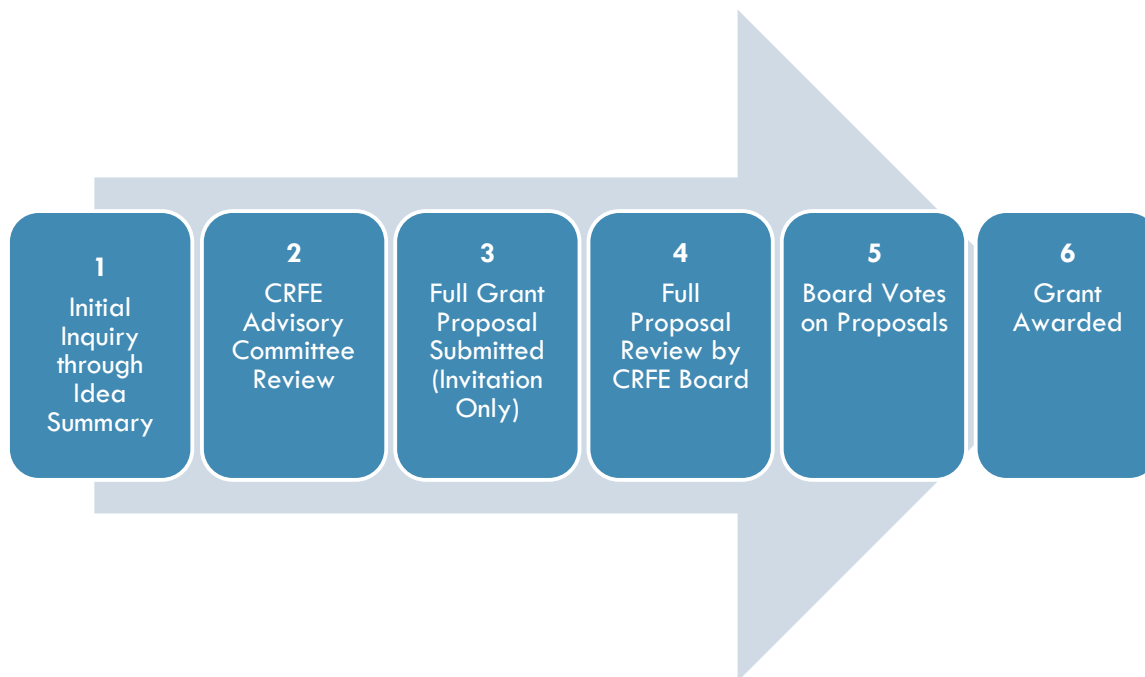 1
Initial
Inquiry
through
Idea
Summary
2
CRFE
Advisory
Committee
Review
3
Full Grant
Proposal
Submitted
(Invitation
Only)
4
Full
Proposal
Review by
CRFE Board
5
Board Votes
on Proposals
6
Grant
Awarded